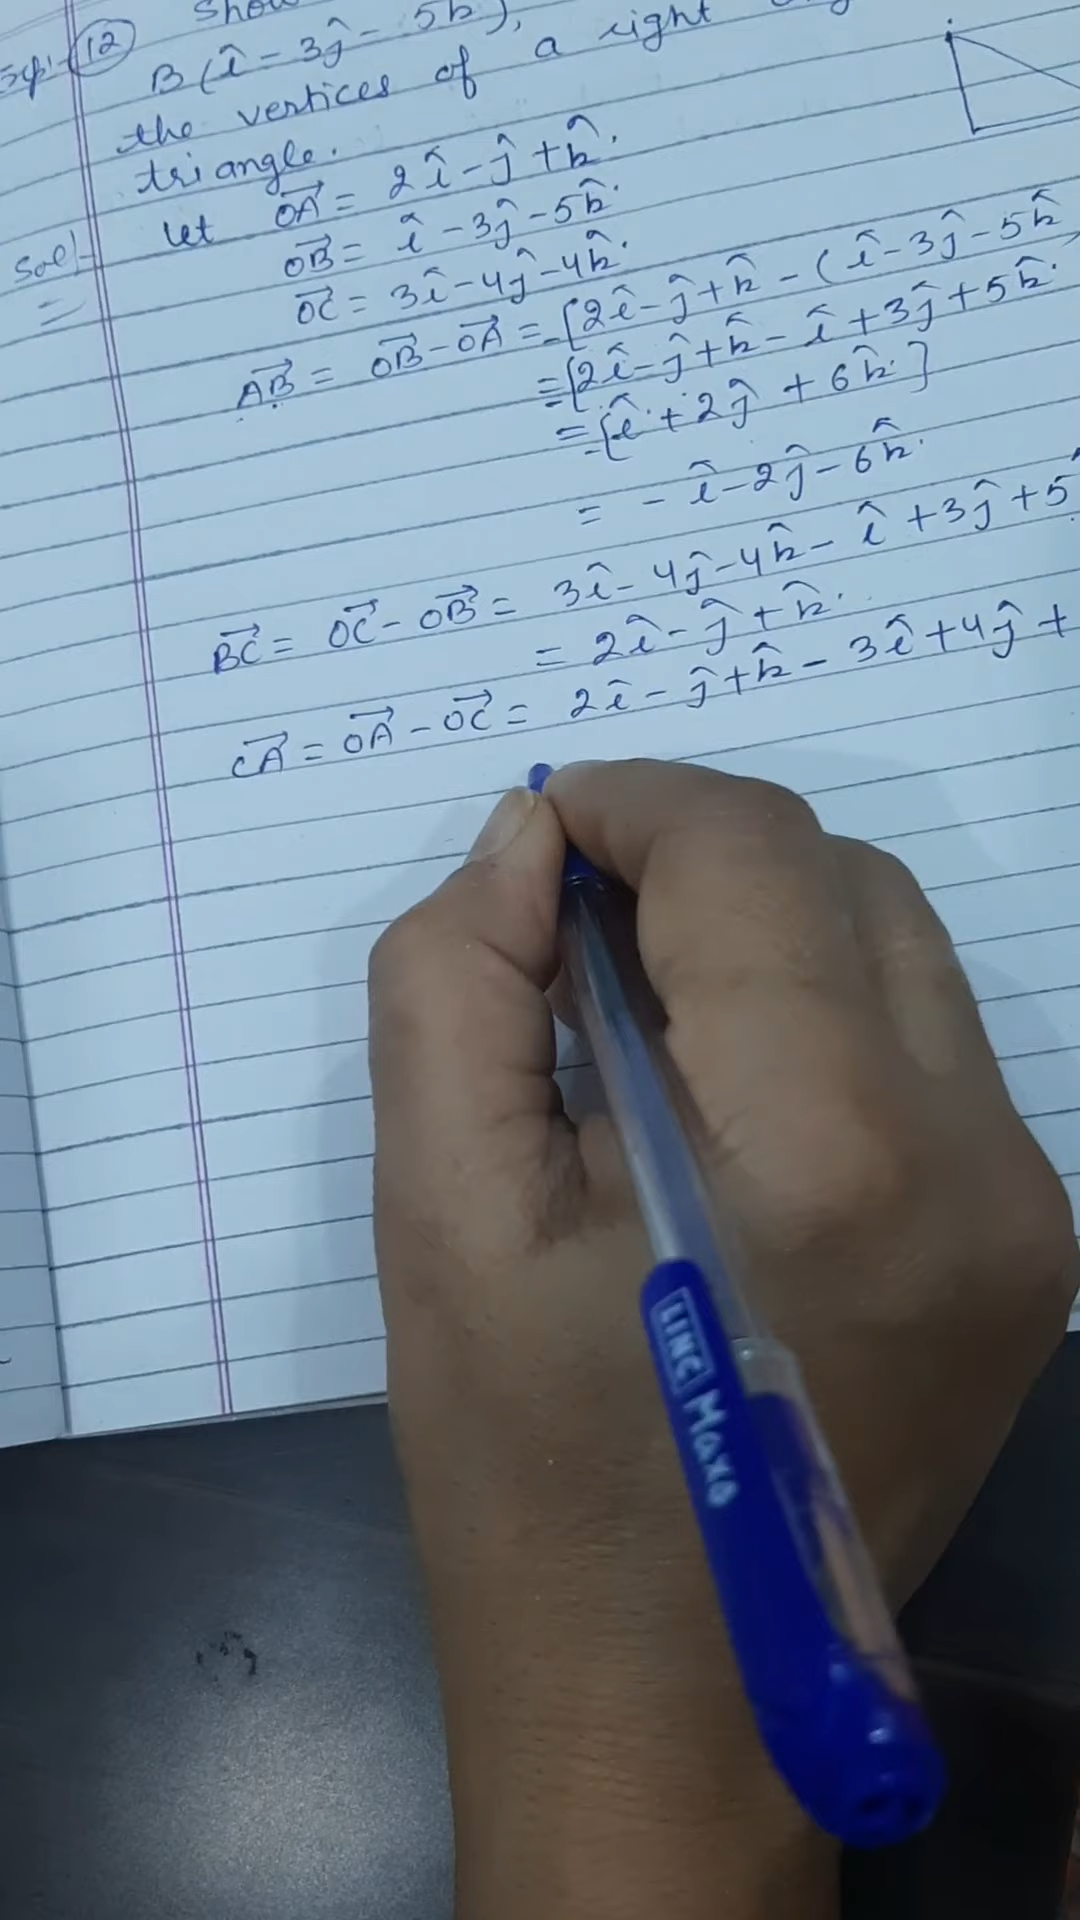 Show
Exp:- 12
B(î - 3ĵ - 5k̂),
the vertices of a right
triangle.
Sol:- Let OA⃗ = 2î - ĵ + k̂.
OB⃗ = î - 3ĵ - 5k̂.
OC⃗ = 3î - 4ĵ - 4k̂.
AB⃗ = OB⃗ - OA⃗ = -[2î - ĵ + k̂ - (î - 3ĵ - 5k̂
= -[2î - ĵ + k̂ - î + 3ĵ + 5k̂.
= -[î + 2ĵ + 6k̂.]
= - î - 2ĵ - 6k̂.
BC⃗ = OC⃗ - OB⃗ = 3î - 4ĵ - 4k̂ - î + 3ĵ + 5
= 2î - ĵ + k̂.
CA⃗ = OA⃗ - OC⃗ = 2î - ĵ + k̂ - 3î + 4ĵ +
LINC Maxo